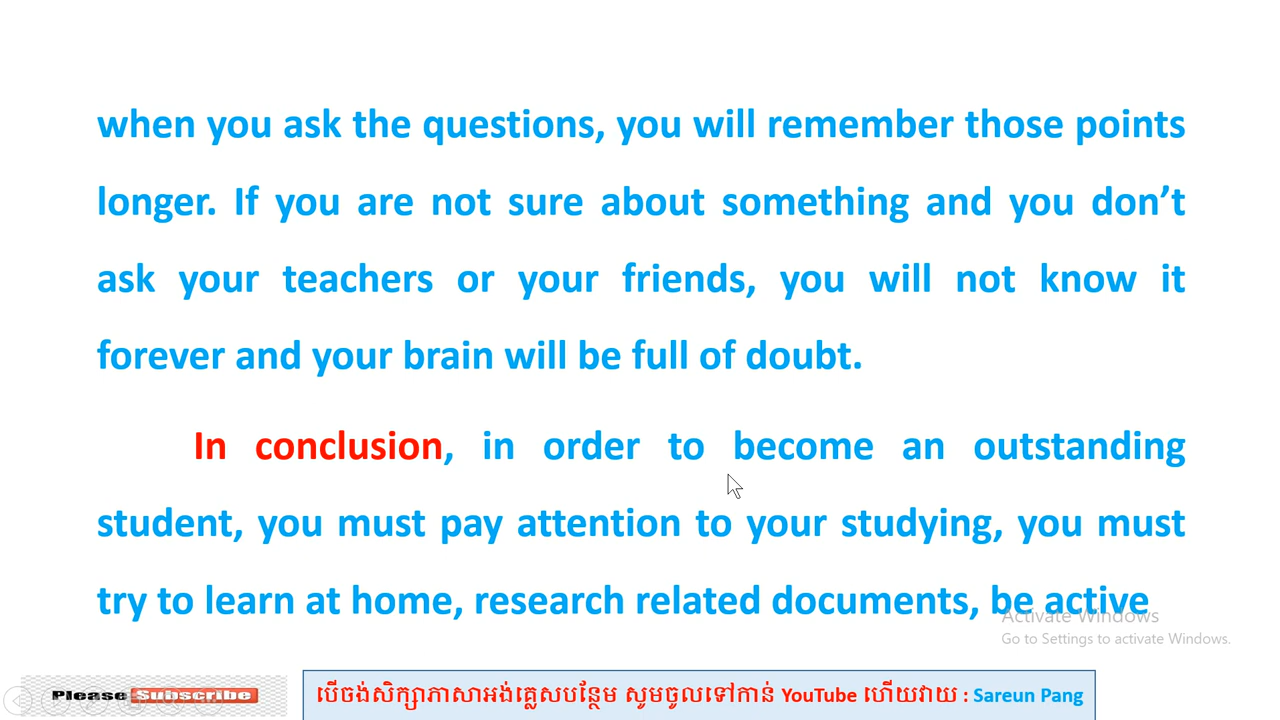 when you ask the questions, you will remember those points
longer. If you are not sure about something and you don’t
ask your teachers or your friends, you will not know it
forever and your brain will be full of doubt.
In conclusion, in order to become an outstanding
student, you must pay attention to your studying, you must
try to learn at home, research related documents, be active
Activate Windows
Go to Settings to activate Windows.
Please Subscribe
បើចង់សិក្សាភាសាអង់គ្លេសបន្ថែម សូមចូលទៅកាន់ YouTube ហើយវាយ : Sareun Pang